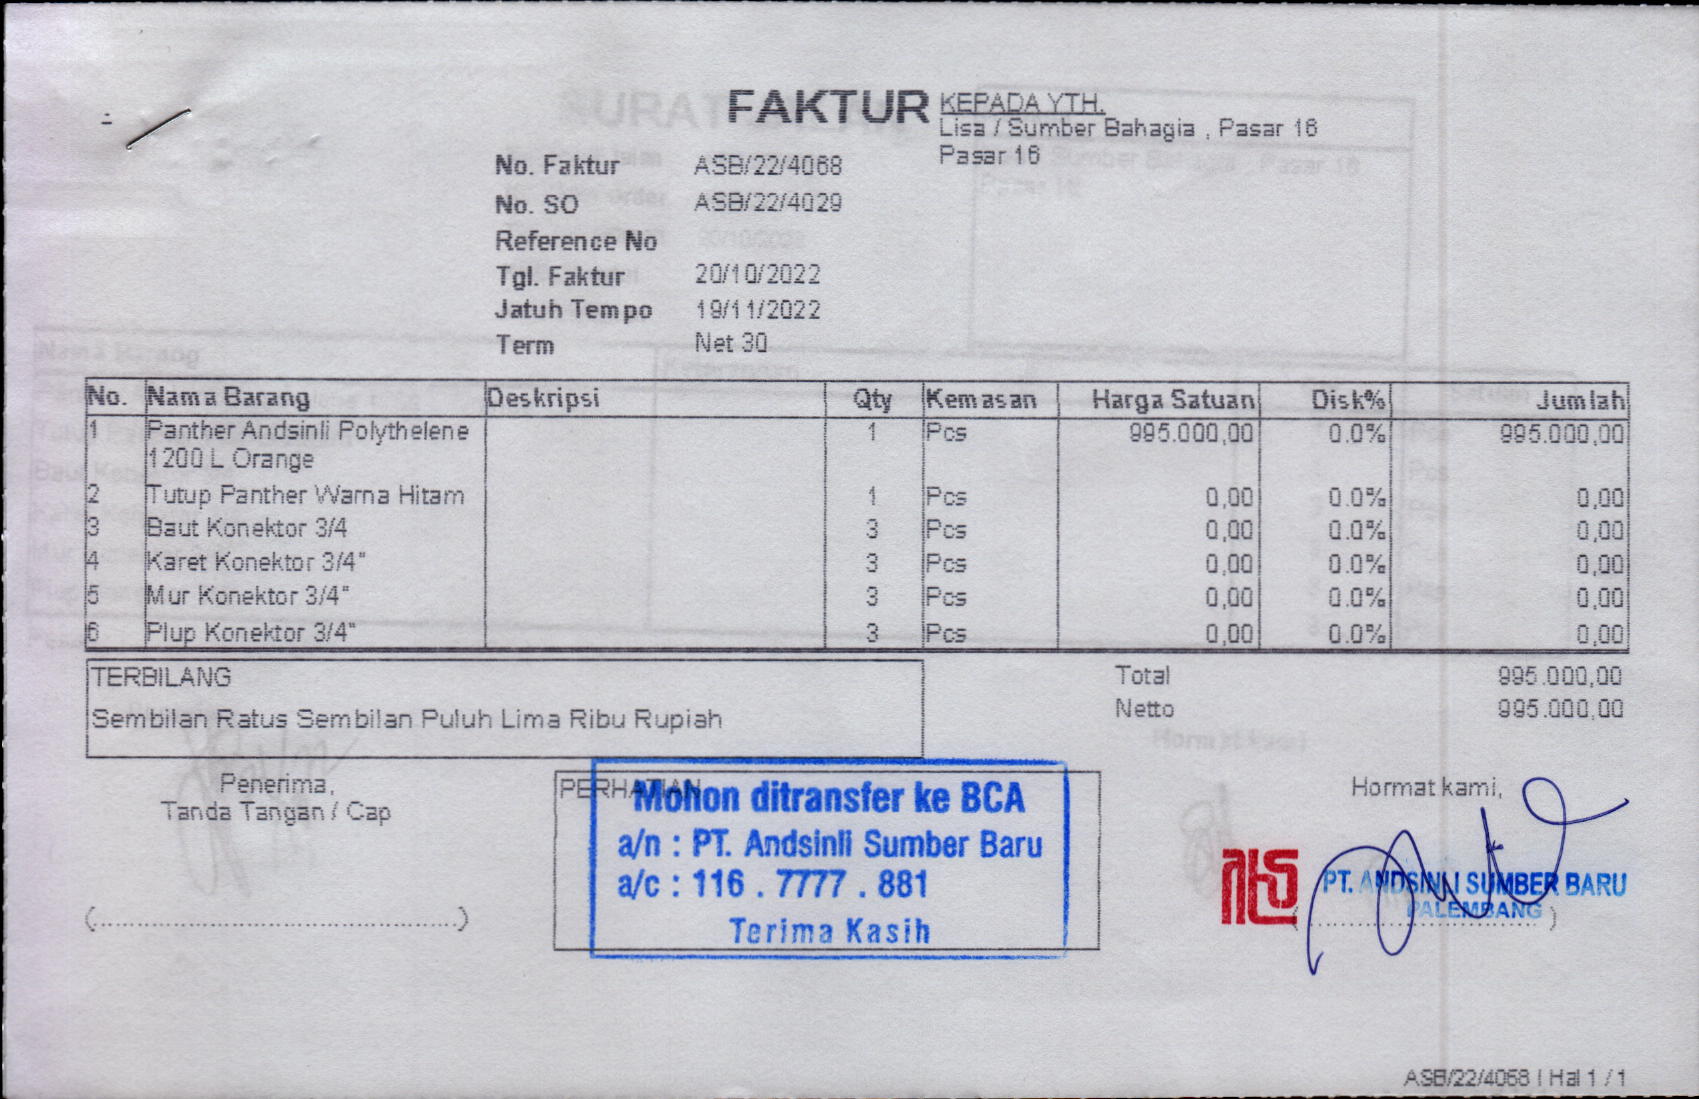 FAKTUR
KEPADA YTH.
Lisa / Sumber Bahagia , Pasar 16
Pasar 16
No. Faktur ASB/22/4068
No. SO ASB/22/4029
Reference No
Tgl. Faktur 20/10/2022
Jatuh Tempo 19/11/2022
Term Net 30
No. Nama Barang Deskripsi Qty Kemasan Harga Satuan Disk% Jumlah
1 Panther Andsinli Polythelene 1 Pcs 995.000,00 0.0% 995.000,00
1200 L Orange
2 Tutup Panther Warna Hitam 1 Pcs 0,00 0.0% 0,00
3 Baut Konektor 3/4 3 Pcs 0,00 0.0% 0,00
4 Karet Konektor 3/4" 3 Pcs 0,00 0.0% 0,00
5 Mur Konektor 3/4" 3 Pcs 0,00 0.0% 0,00
6 Plup Konektor 3/4" 3 Pcs 0,00 0.0% 0,00
TERBILANG
Sembilan Ratus Sembilan Puluh Lima Ribu Rupiah
Total 995.000,00
Netto 995.000,00
Penerima,
Tanda Tangan / Cap
(............................................)
PERHATIAN
Mohon ditransfer ke BCA
a/n : PT. Andsinli Sumber Baru
a/c : 116 . 7777 . 881
Terima Kasih
Hormat kami,
PT. ANDSINLI SUMBER BARU
PALEMBANG
ASB/22/4068 | Hal 1 / 1